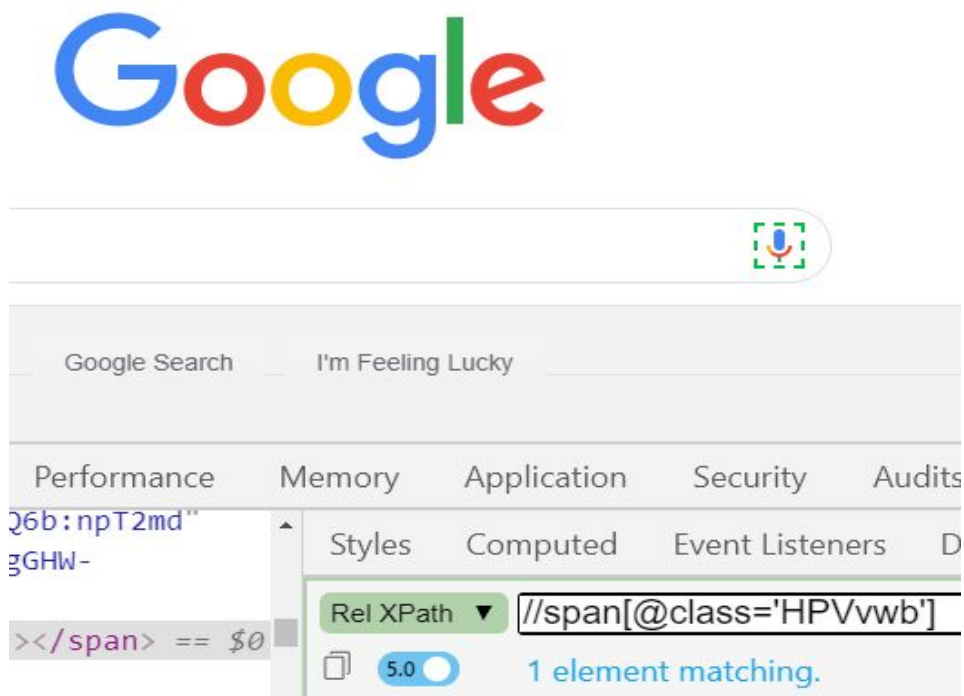 Google
Google Search I'm Feeling Lucky
Performance Memory Application Security Audits
Q6b:npT2md"
gGHW-
></span> == $0
Styles Computed Event Listeners D
Rel XPath ▼ //span[@class='HPVvwb']
5.0 1 element matching.